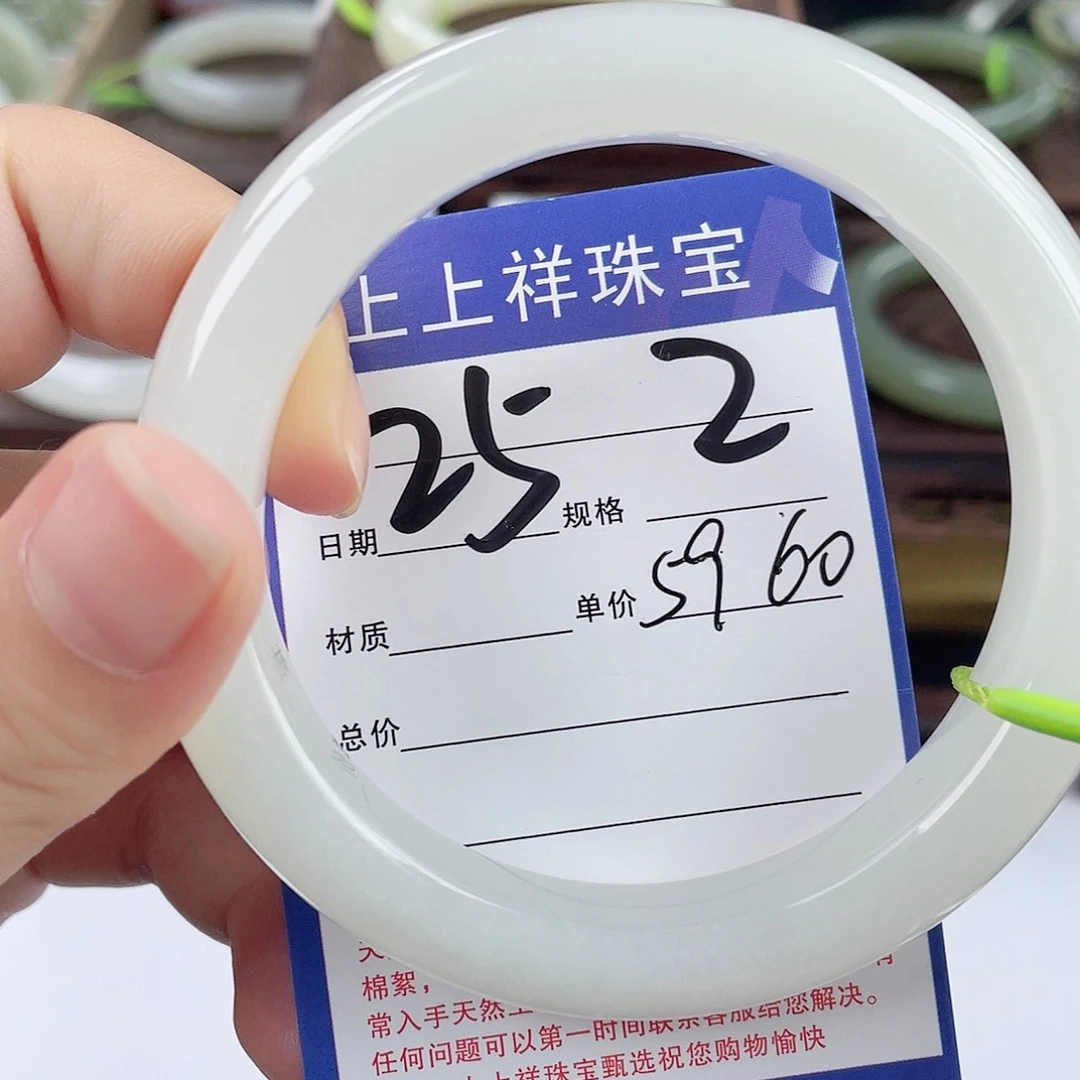 上上祥珠宝
25 2
日期 规格
59 60
材质 单价
总价
棉絮，
常入手天然
任何问题可以第一时间联系客服给您解决。
上上祥珠宝甄选祝您购物愉快